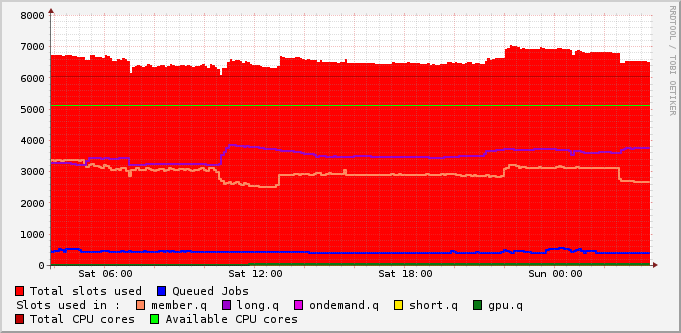 8000
7000
6000
5000
4000
3000
2000
1000
0
Sat 06:00 Sat 12:00 Sat 18:00 Sun 00:00
Total slots used Queued Jobs
Slots used in : member.q long.q ondemand.q short.q gpu.q
Total CPU cores Available CPU cores
RRDTOOL / TOBI OETIKER